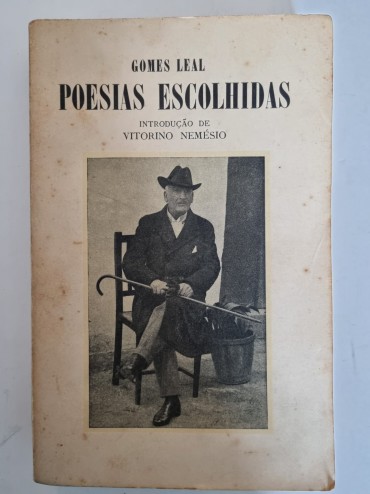 GOMES LEAL
POESIAS ESCOLHIDAS
INTRODUÇÃO DE
VITORINO NEMÉSIO